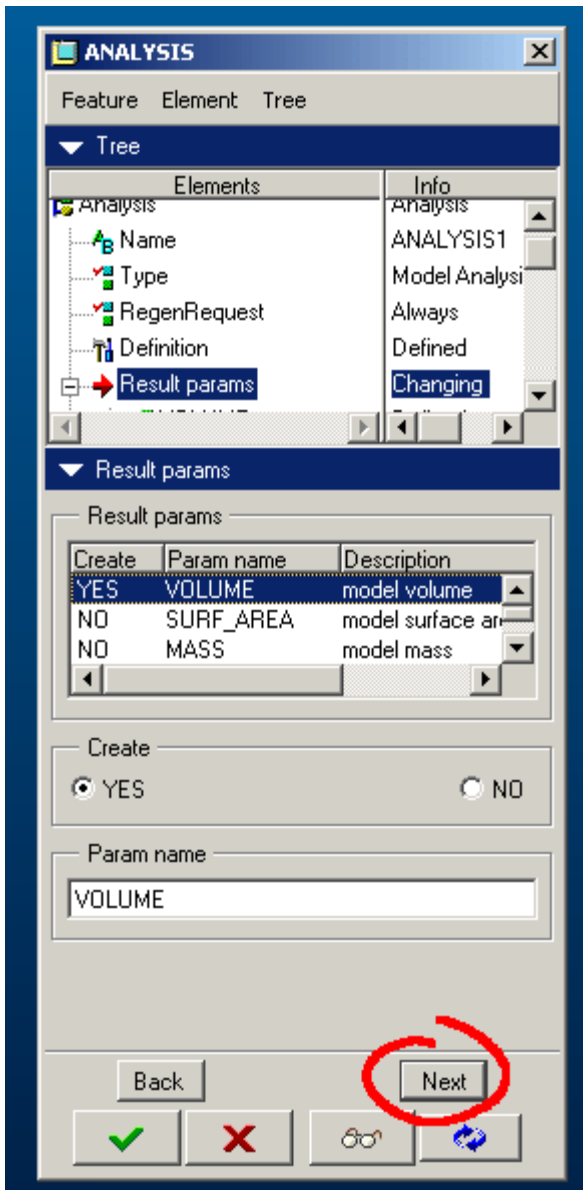 ANALYSIS
Feature Element Tree
Tree
Elements Info
Analysis Analysis
Name ANALYSIS1
Type Model Analysi
RegenRequest Always
Definition Defined
Result params Changing
Result params
Result params
Create Param name Description
YES VOLUME model volume
NO SURF_AREA model surface are
NO MASS model mass
Create
YES NO
Param name
VOLUME
Back Next